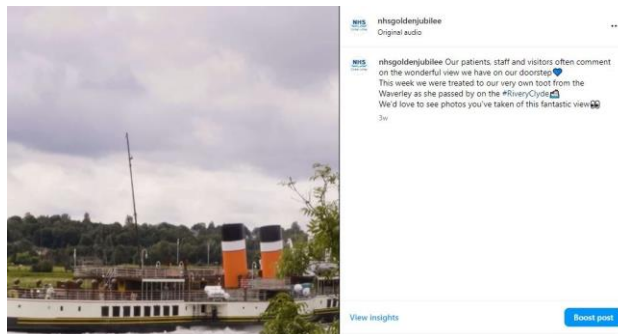 nhsgoldenjubilee
Original audio
nhsgoldenjubilee Our patients, staff and visitors often comment
on the wonderful view we have on our doorstep💙
This week we were treated to our very own toot from the
Waverley as she passed by on the #RiveryClyde🛳
We'd love to see photos you've taken of this fantastic view📸
3w
View insights
Boost post